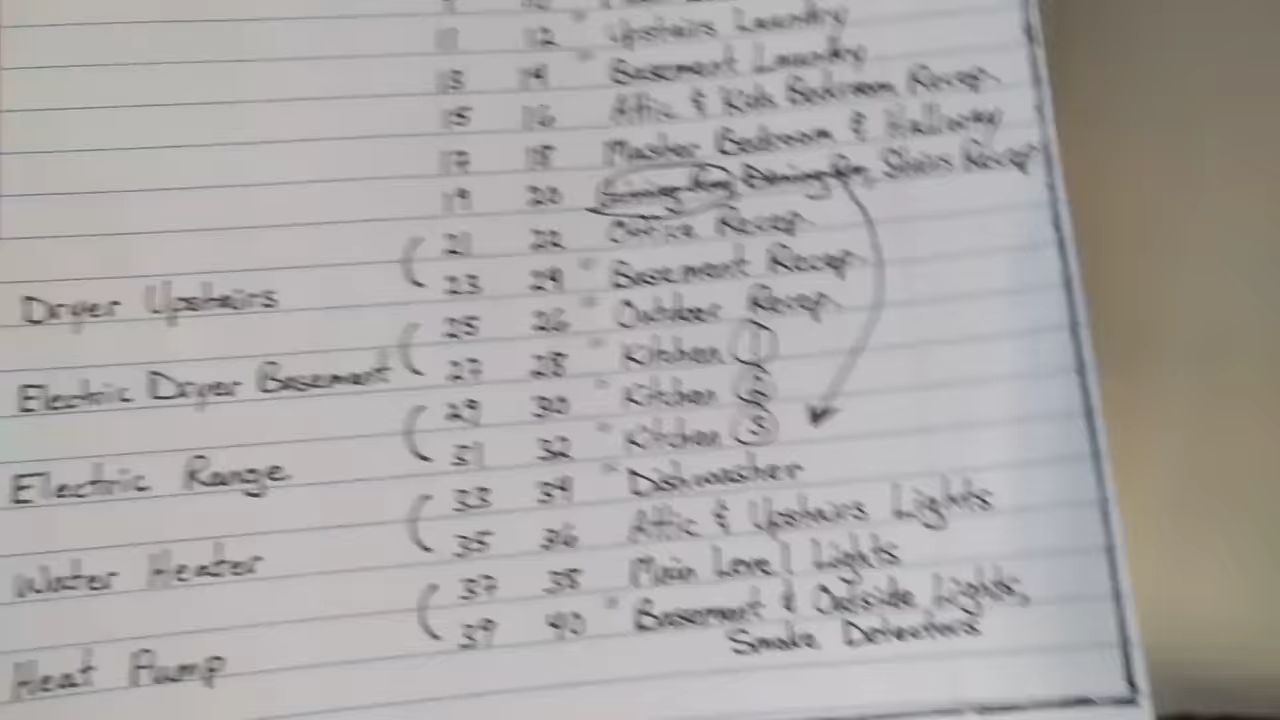 11 12 " Upstairs Laundry
13 14 " Basement Laundry
15 16 Attic & Kids Bedroom Recep.
17 18 Master Bedroom & Hallway
19 20 Living Rm, Dining Rm, Stairs Recep
21 22 Office Recep.
Dryer Upstairs ( 23 24 " Basement Recep
25 26 " Outdoor Recep.
Electric Dryer Basement ( 27 28 " Kitchen 1
29 30 " Kitchen 2
Electric Range ( 31 32 " Kitchen 3
33 34 " Dishwasher
Water Heater ( 35 36 Attic & Upstairs Lights
37 38 Main Level Lights
Heat Pump ( 39 40 " Basement & Outside Lights,
Smoke Detectors